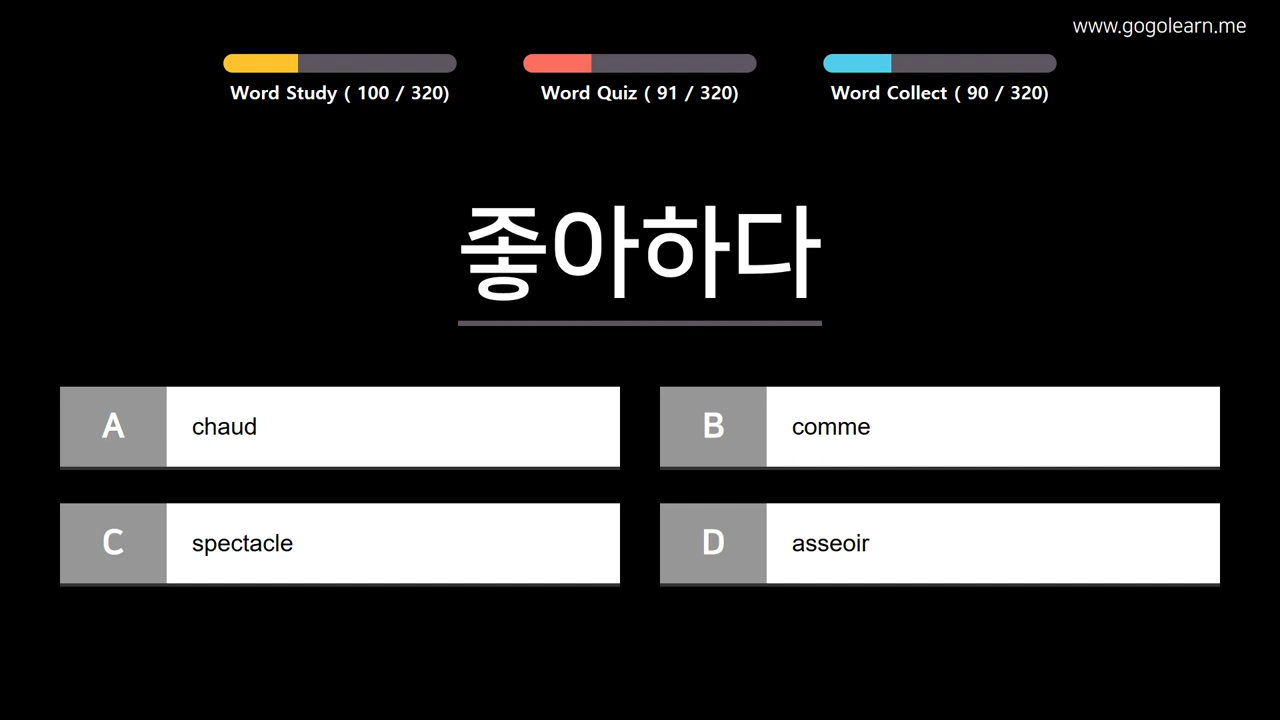 www.gogolearn.me
Word Study ( 100 / 320)
Word Quiz ( 91 / 320)
Word Collect ( 90 / 320)
좋아하다
A chaud
B comme
C spectacle
D asseoir